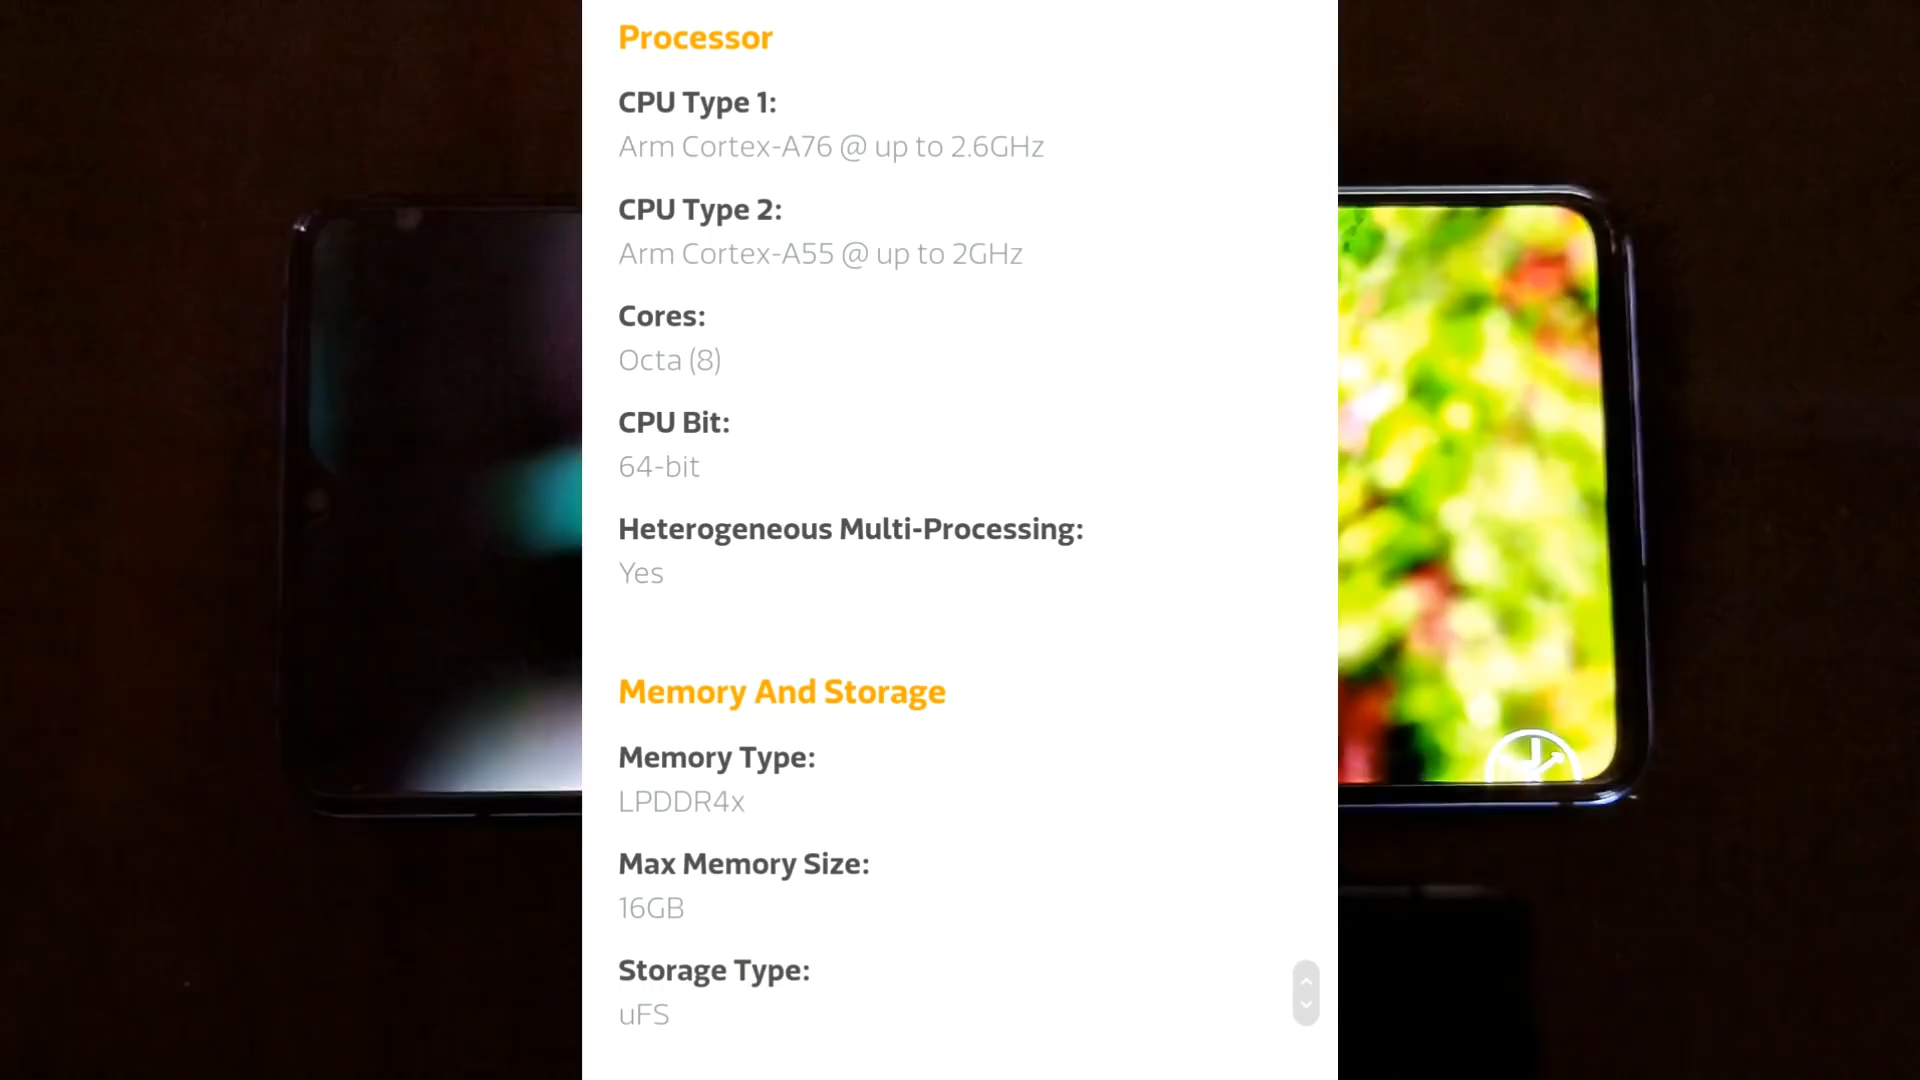 Processor
CPU Type 1:
Arm Cortex-A76 @ up to 2.6GHz
CPU Type 2:
Arm Cortex-A55 @ up to 2GHz
Cores:
Octa (8)
CPU Bit:
64-bit
Heterogeneous Multi-Processing:
Yes
Memory And Storage
Memory Type:
LPDDR4x
Max Memory Size:
16GB
Storage Type:
uFS